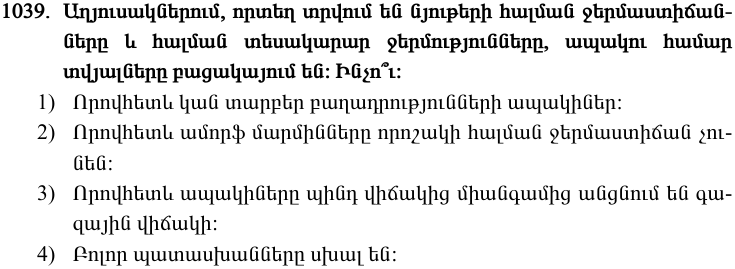 1039. Աղյուսակներում, որտեղ տրվում են նյութերի հալման ջերմաստիճան-
ները և հալման տեսակարար ջերմությունները, ապակու համար
տվյալները բացակայում են: Ինչո՞ւ:
1) Որովհետև կան տարբեր բաղադրությունների ապակիներ:
2) Որովհետև ամորֆ մարմինները որոշակի հալման ջերմաստիճան չու-
նեն:
3) Որովհետև ապակիները պինդ վիճակից միանգամից անցնում են գա-
զային վիճակի:
4) Բոլոր պատասխանները սխալ են: